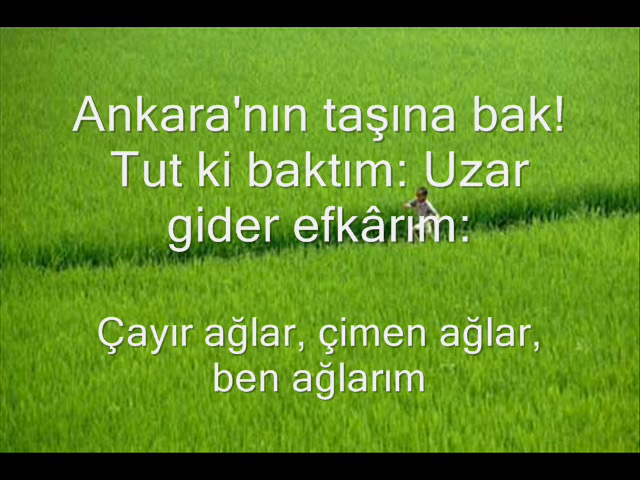 Ankara'nın taşına bak!
Tut ki baktım: Uzar
gider efkârım:
Çayır ağlar, çimen ağlar,
ben ağlarım